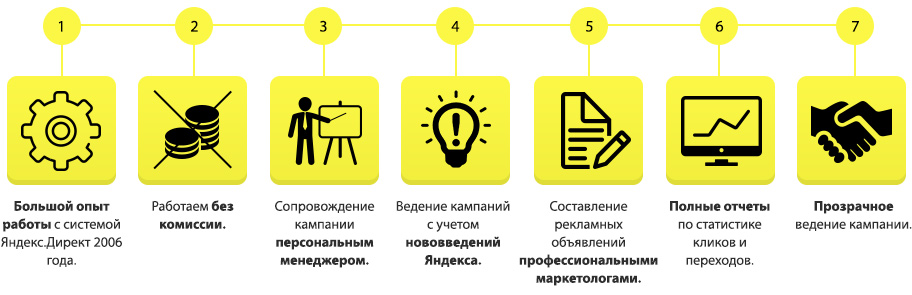 1
2
3
4
5
6
7
Большой опыт
работы с системой
Яндекс.Директ 2006
года.
Работаем без
комиссии.
Сопровождение
кампании
персональным
менеджером.
Ведение кампаний
с учетом
нововведений
Яндекса.
Составление
рекламных
объявлений
профессиональными
маркетологами.
Полные отчеты
по статистике
кликов и
переходов.
Прозрачное
ведение кампании.